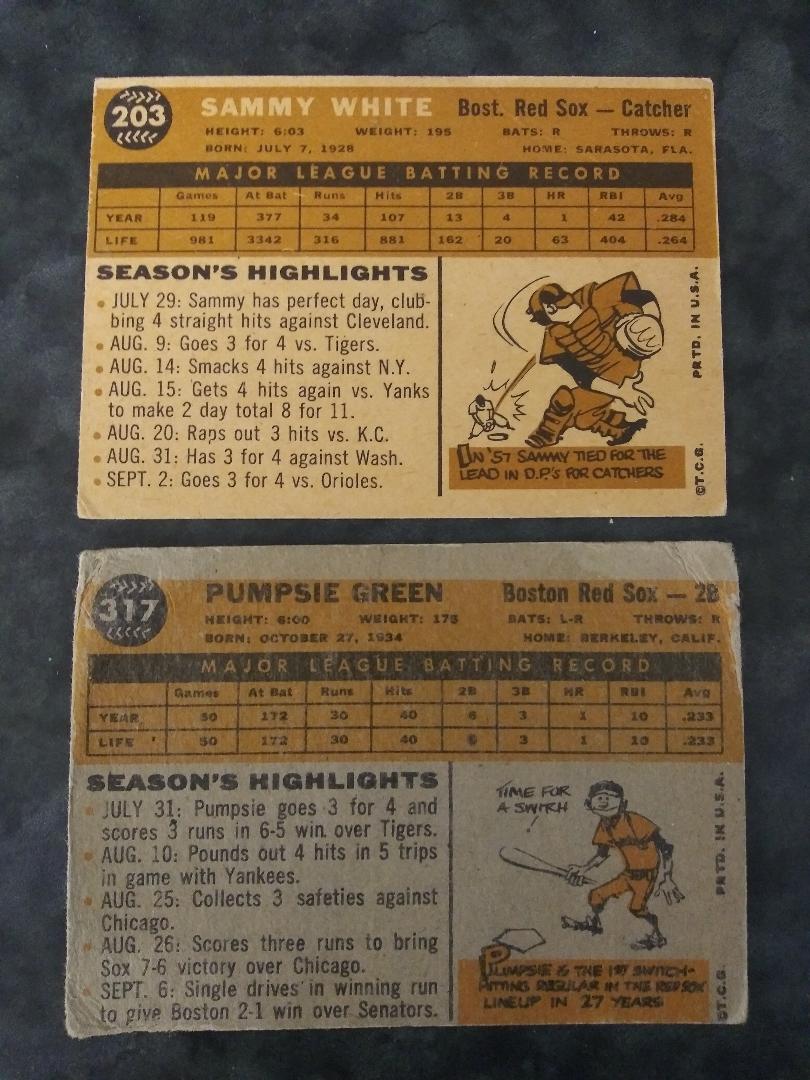 203
SAMMY WHITE Bost. Red Sox — Catcher
HEIGHT: 6:03 WEIGHT: 195 BATS: R THROWS: R
BORN: JULY 7, 1928 HOME: SARASOTA, FLA.
MAJOR LEAGUE BATTING RECORD
Games At Bat Runs Hits 2B 3B HR RBI Avg
YEAR 119 377 34 107 13 4 1 42 .284
LIFE 981 3342 316 881 162 20 63 404 .264
SEASON'S HIGHLIGHTS
JULY 29: Sammy has perfect day, club-
bing 4 straight hits against Cleveland.
AUG. 9: Goes 3 for 4 vs. Tigers.
AUG. 14: Smacks 4 hits against N.Y.
AUG. 15: Gets 4 hits again vs. Yanks
to make 2 day total 8 for 11.
AUG. 20: Raps out 3 hits vs. K.C.
AUG. 31: Has 3 for 4 against Wash.
SEPT. 2: Goes 3 for 4 vs. Orioles.
IN '57 SAMMY TIED FOR THE
LEAD IN D.P.'S FOR CATCHERS
©T.C.G. PRTD. IN U.S.A.
317
PUMPSIE GREEN Boston Red Sox — 2B
HEIGHT: 6:00 WEIGHT: 175 BATS: L-R THROWS: R
BORN: OCTOBER 27, 1934 HOME: BERKELEY, CALIF.
MAJOR LEAGUE BATTING RECORD
Games At Bat Runs Hits 2B 3B HR RBI Avg
YEAR 50 172 30 40 6 3 1 10 .233
LIFE 50 172 30 40 6 3 1 10 .233
SEASON'S HIGHLIGHTS
JULY 31: Pumpsie goes 3 for 4 and
scores 3 runs in 6-5 win over Tigers.
AUG. 10: Pounds out 4 hits in 5 trips
in game with Yankees.
AUG. 25: Collects 3 safeties against
Chicago.
AUG. 26: Scores three runs to bring
Sox 7-6 victory over Chicago.
SEPT. 6: Single drives in winning run
to give Boston 2-1 win over Senators.
TIME FOR
A SWITCH
!
PUMPSIE IS THE 1ST SWITCH-
HITTING REGULAR IN THE RED SOX
LINEUP IN 27 YEARS
©T.C.G. PRTD. IN U.S.A.